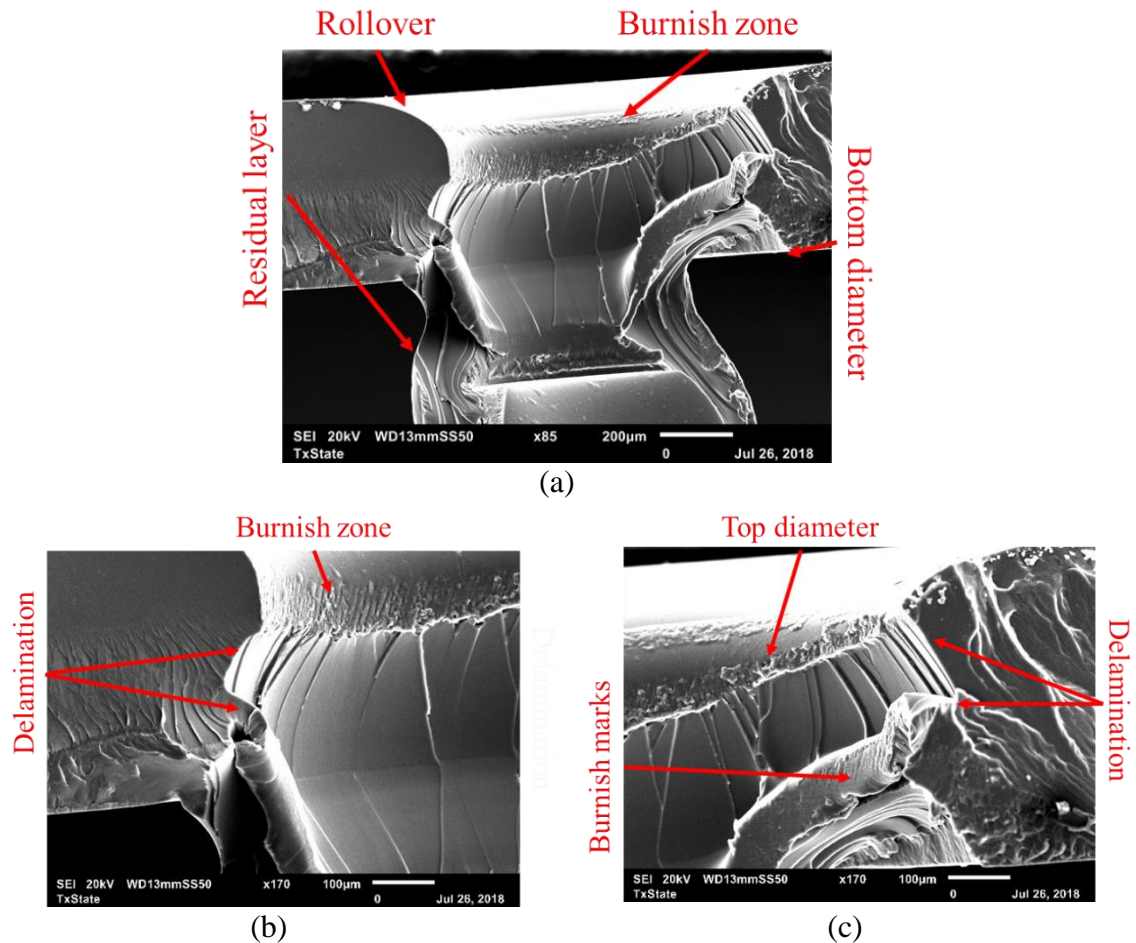 Rollover
Burnish zone
Residual layer
Bottom diameter
SEI 20kV WD13mmSS50 x85 200µm
TxState 0 Jul 26, 2018
(a)
Burnish zone
Top diameter
Delamination
Delamination
Burnish marks
Delamination
SEI 20kV WD13mmSS50 x170 100µm
TxState 0 Jul 26, 2018
SEI 20kV WD13mmSS50 x170 100µm
TxState 0 Jul 26, 2018
(b)
(c)